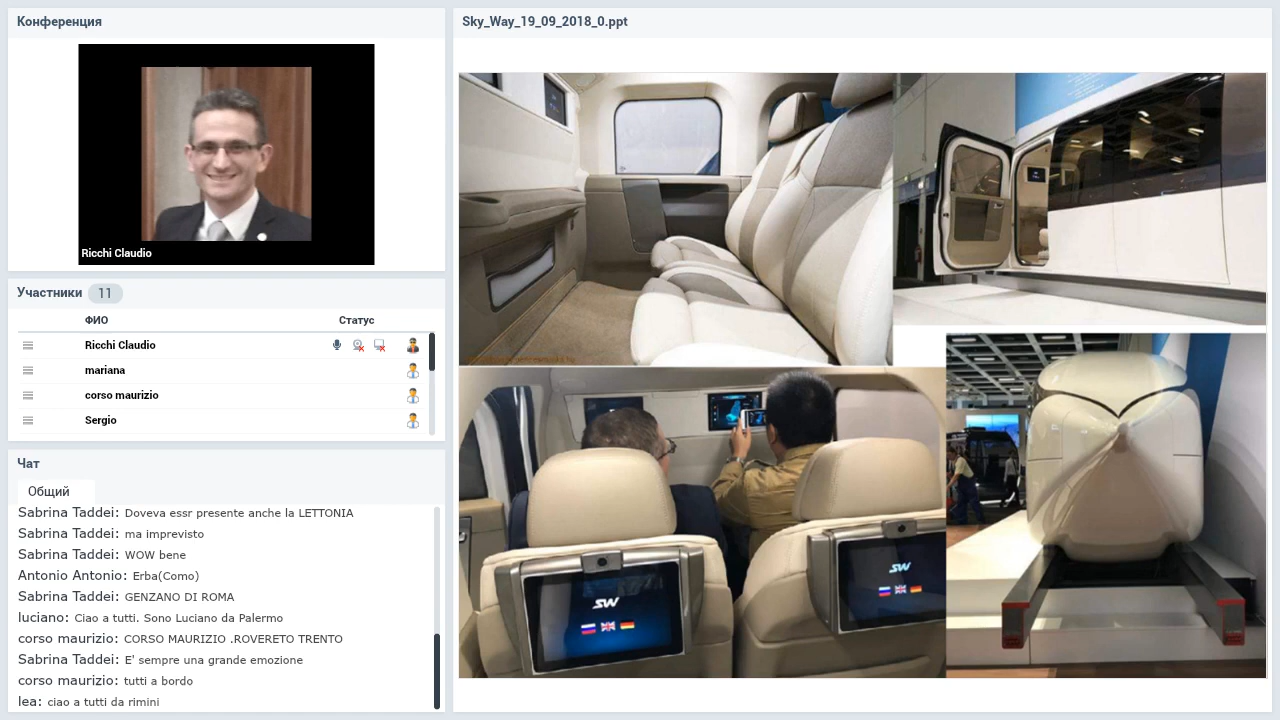 Конференция
Ricchi Claudio
Участники 11
ФИО Статус
Ricchi Claudio
mariana
corso maurizio
Sergio
Чат
Общий
Sabrina Taddei: Doveva essr presente anche la LETTONIA
Sabrina Taddei: ma imprevisto
Sabrina Taddei: WOW bene
Antonio Antonio: Erba(Como)
Sabrina Taddei: GENZANO DI ROMA
luciano: Ciao a tutti. Sono Luciano da Palermo
corso maurizio: CORSO MAURIZIO .ROVERETO TRENTO
Sabrina Taddei: E' sempre una grande emozione
corso maurizio: tutti a bordo
lea: ciao a tutti da rimini
Sky_Way_19_09_2018_0.ppt
SW
SW